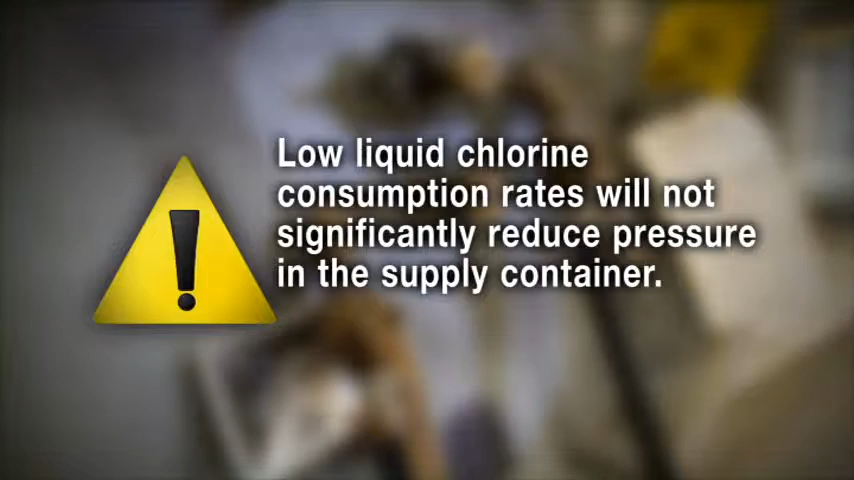 Low liquid chlorine
consumption rates will not
significantly reduce pressure
in the supply container.